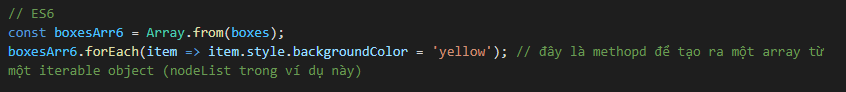 // ES6
const boxesArr6 = Array.from(boxes);
boxesArr6.forEach(item => item.style.backgroundColor = 'yellow'); // đây là methopd để tạo ra một array từ
một iterable object (nodeList trong ví dụ này)